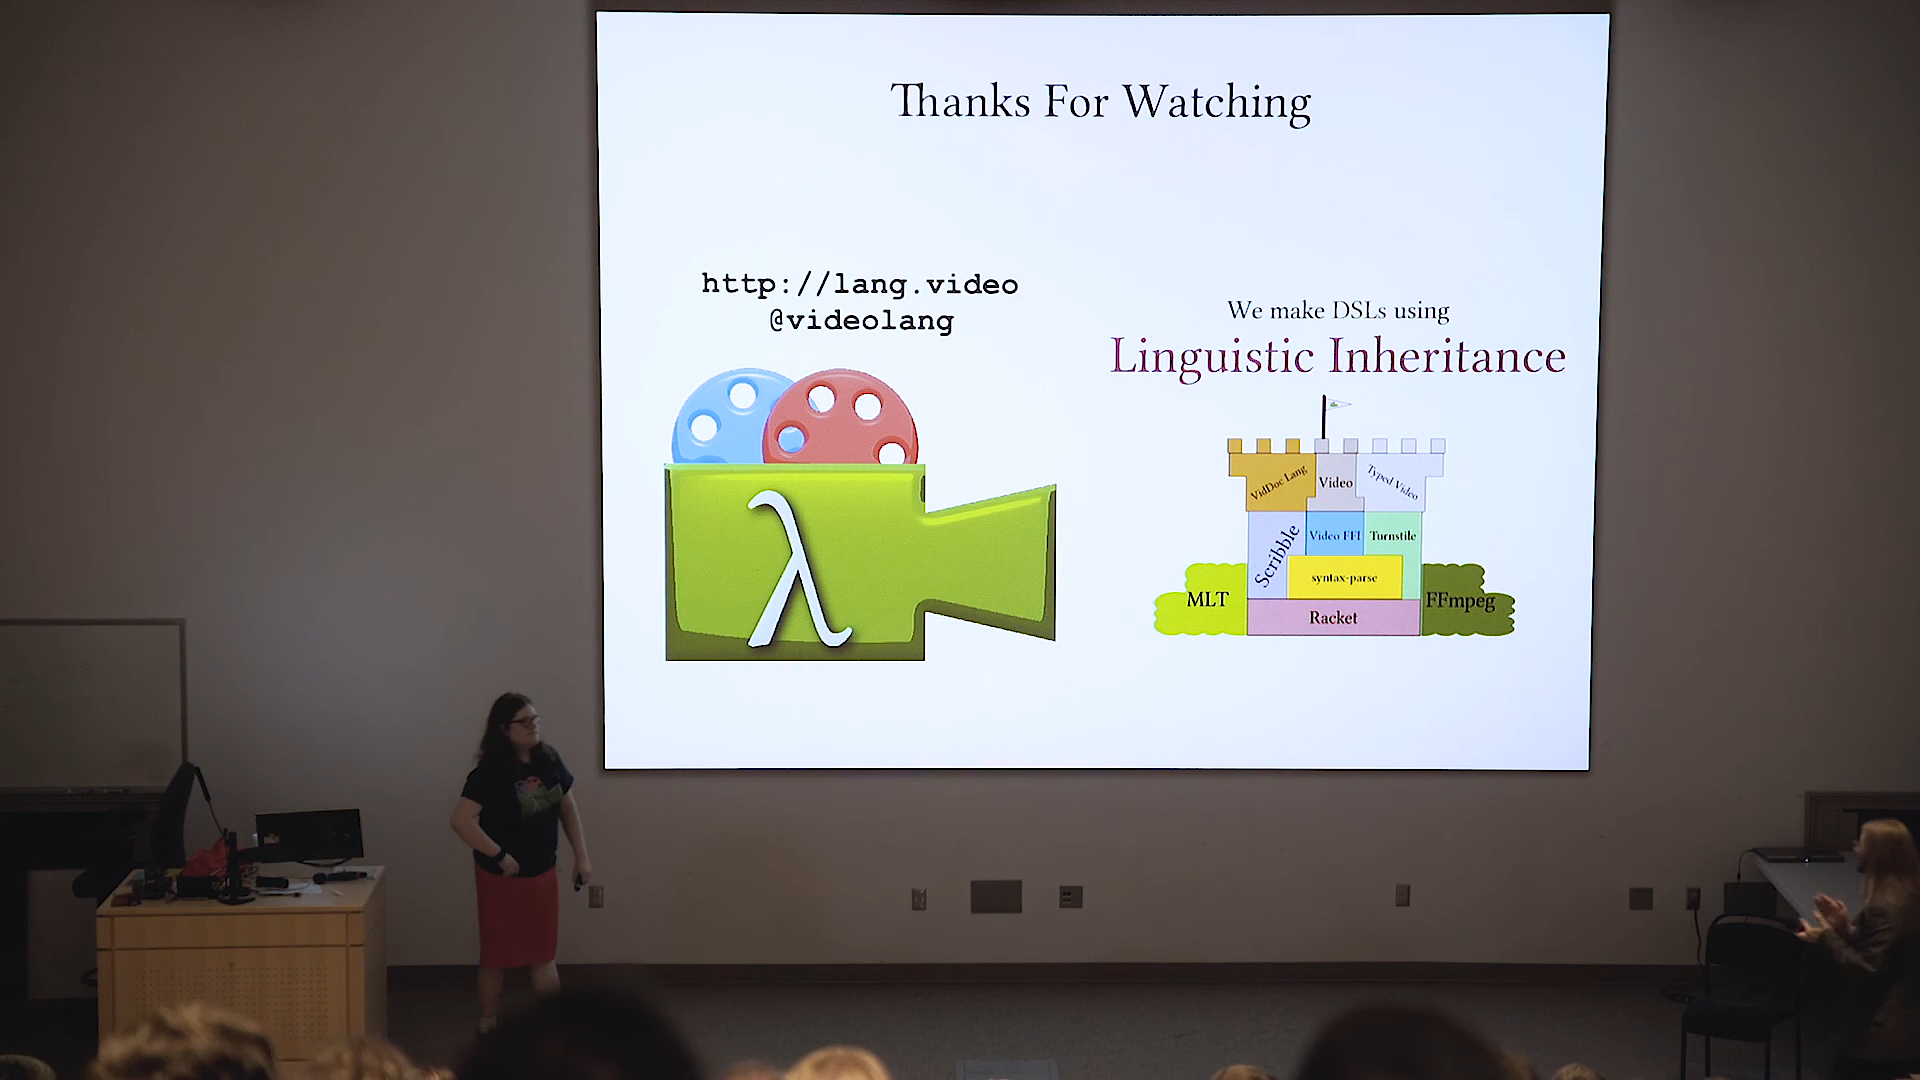 Thanks For Watching
http://lang.video
@videolang
We make DSLs using
Linguistic Inheritance
VidDoc Lang
Video
Typed Video
Scribble
Video FFI
Turnstile
syntax-parse
MLT
FFmpeg
Racket
λ